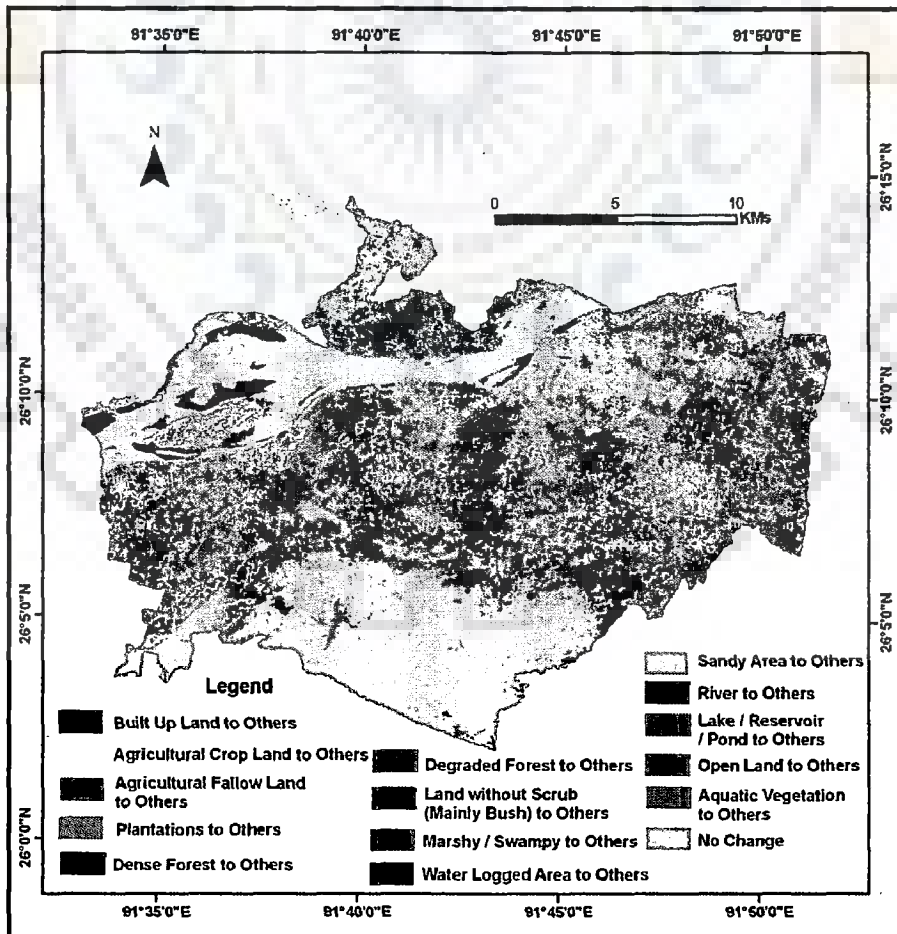 91°35'0"E 91°40'0"E 91°45'0"E 91°50'0"E
N
26°15'0"N
0 5 10
KMs
26°10'0"N 26°10'0"N
26°5'0"N 26°5'0"N
Legend
Built Up Land to Others
Agricultural Crop Land to Others
Agricultural Fallow Land
to Others
Plantations to Others
Dense Forest to Others
Degraded Forest to Others
Land without Scrub
(Mainly Bush) to Others
Marshy / Swampy to Others
Water Logged Area to Others
Sandy Area to Others
River to Others
Lake / Reservoir
/ Pond to Others
Open Land to Others
Aquatic Vegetation
to Others
No Change
26°0'0"N 26°0'0"N
91°35'0"E 91°40'0"E 91°45'0"E 91°50'0"E